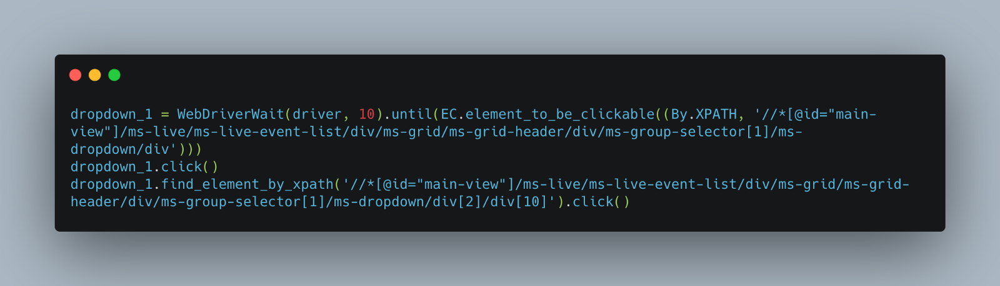 dropdown_1 = WebDriverWait(driver, 10).until(EC.element_to_be_clickable((By.XPATH, '//*[@id="main-
view"]/ms-live/ms-live-event-list/div/ms-grid/ms-grid-header/div/ms-group-selector[1]/ms-
dropdown/div')))
dropdown_1.click()
dropdown_1.find_element_by_xpath('//*[@id="main-view"]/ms-live/ms-live-event-list/div/ms-grid/ms-grid-
header/div/ms-group-selector[1]/ms-dropdown/div[2]/div[10]').click()